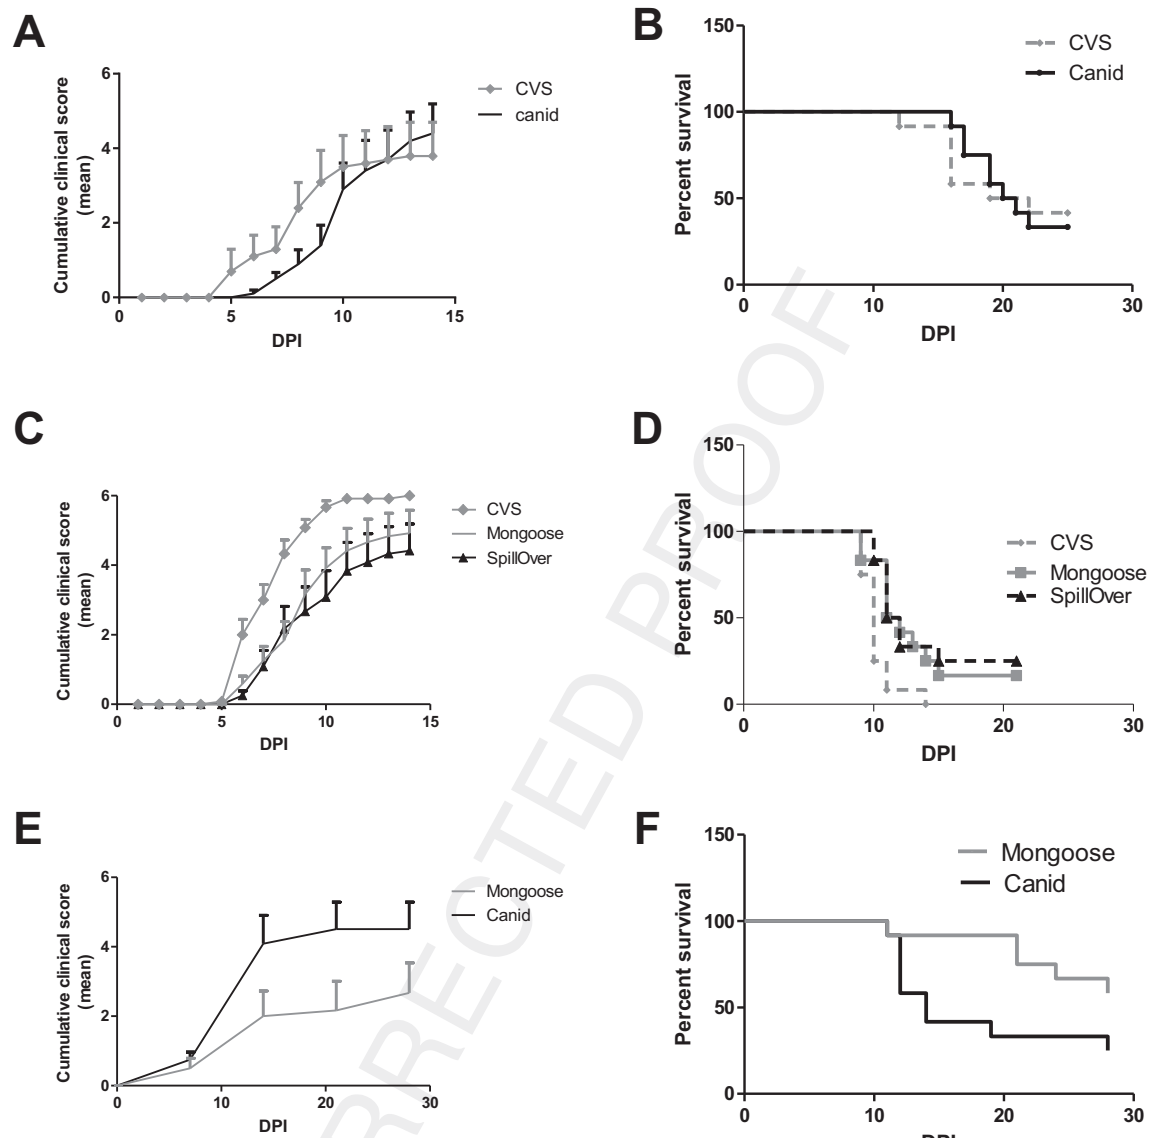 A
Cumulative clinical score
(mean)
6
4
2
0
0
5
10
15
DPI
CVS
canid
B
Percent survival
150
100
50
0
0
10
20
30
DPI
CVS
Canid
C
Cumulative clinical score
(mean)
6
4
2
0
0
5
10
15
DPI
CVS
Mongoose
SpillOver
D
Percent survival
150
100
50
0
0
10
20
30
DPI
CVS
Mongoose
SpillOver
E
Cumulative clinical score
(mean)
6
4
2
0
0
10
20
30
DPI
Mongoose
Canid
F
Percent survival
150
100
50
0
0
10
20
30
DPI
Mongoose
Canid
RRECTED PROOF